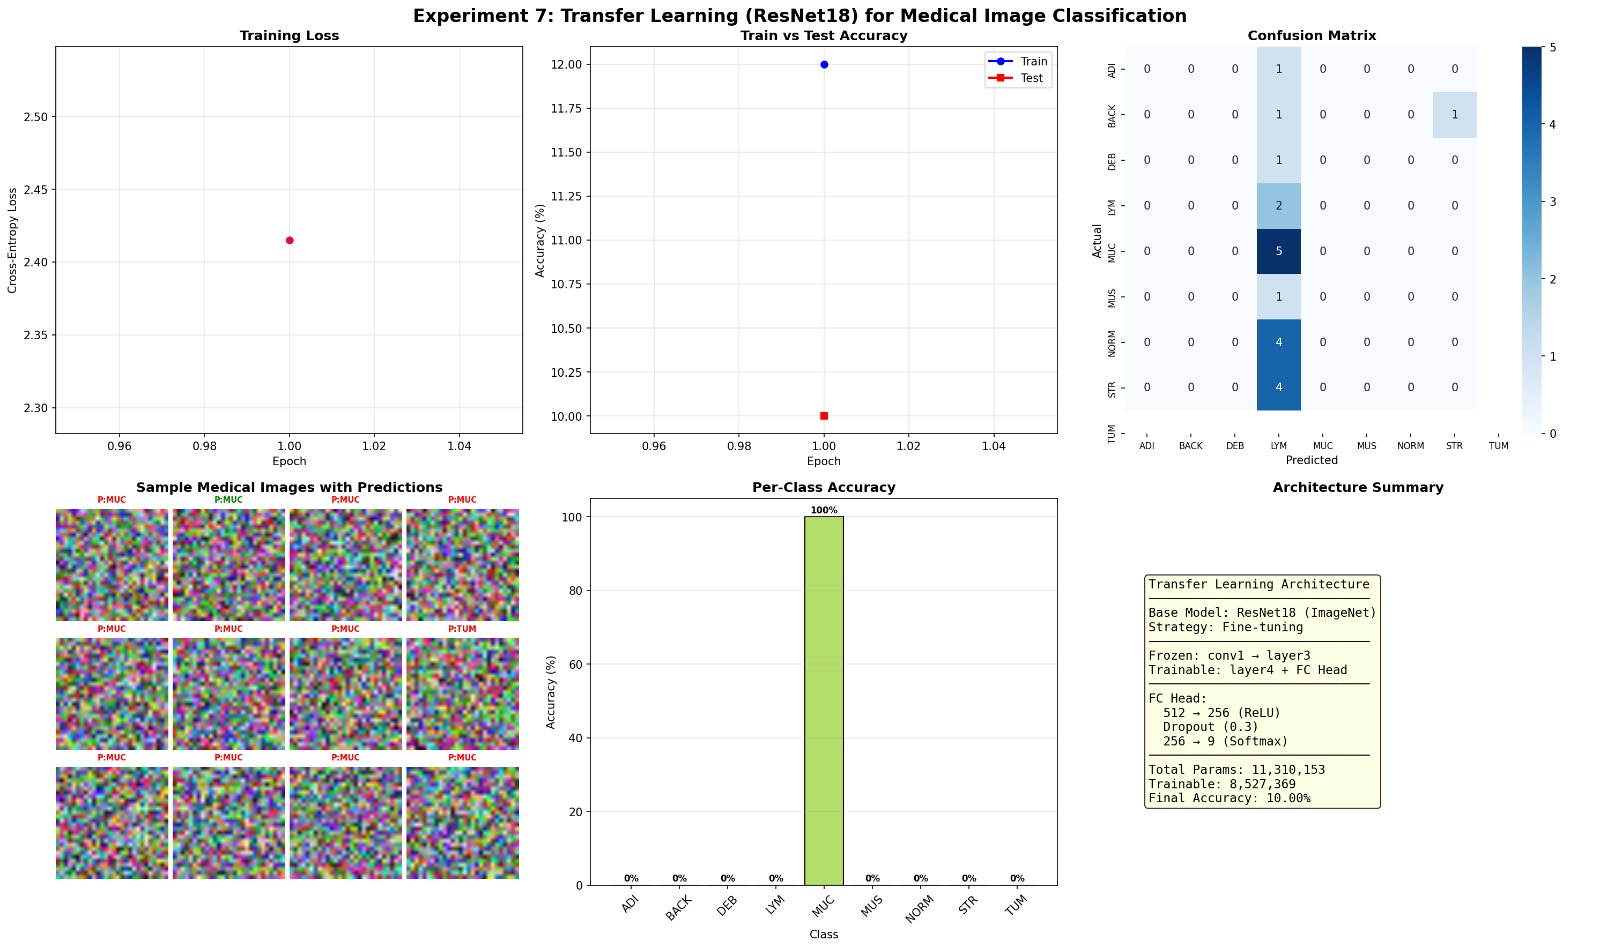 Experiment 7: Transfer Learning (ResNet18) for Medical Image Classification
Training Loss
Cross-Entropy Loss
2.50
2.45
2.40
2.35
2.30
0.96 0.98 1.00 1.02 1.04
Epoch
Train vs Test Accuracy
Accuracy (%)
12.00
11.75
11.50
11.25
11.00
10.75
10.50
10.25
10.00
Train
Test
0.96 0.98 1.00 1.02 1.04
Epoch
Confusion Matrix
Actual
ADI 0 0 0 1 0 0 0 0
BACK 0 0 0 1 0 0 0 1
DEB 0 0 0 1 0 0 0 0
LYM 0 0 0 2 0 0 0 0
MUC 0 0 0 5 0 0 0 0
MUS 0 0 0 1 0 0 0 0
NORM 0 0 0 4 0 0 0 0
STR 0 0 0 4 0 0 0 0
TUM
ADI BACK DEB LYM MUC MUS NORM STR TUM
Predicted
5
4
3
2
1
0
Sample Medical Images with Predictions
P:MUC P:MUC P:MUC P:MUC
P:MUC P:MUC P:MUC P:TUM
P:MUC P:MUC P:MUC P:MUC
Per-Class Accuracy
Accuracy (%)
100
80
60
40
20
0
0% 0% 0% 0% 100% 0% 0% 0% 0%
ADI BACK DEB LYM MUC MUS NORM STR TUM
Class
Architecture Summary
Transfer Learning Architecture
Base Model: ResNet18 (ImageNet)
Strategy: Fine-tuning
Frozen: conv1 → layer3
Trainable: layer4 + FC Head
FC Head:
512 → 256 (ReLU)
Dropout (0.3)
256 → 9 (Softmax)
Total Params: 11,310,153
Trainable: 8,527,369
Final Accuracy: 10.00%